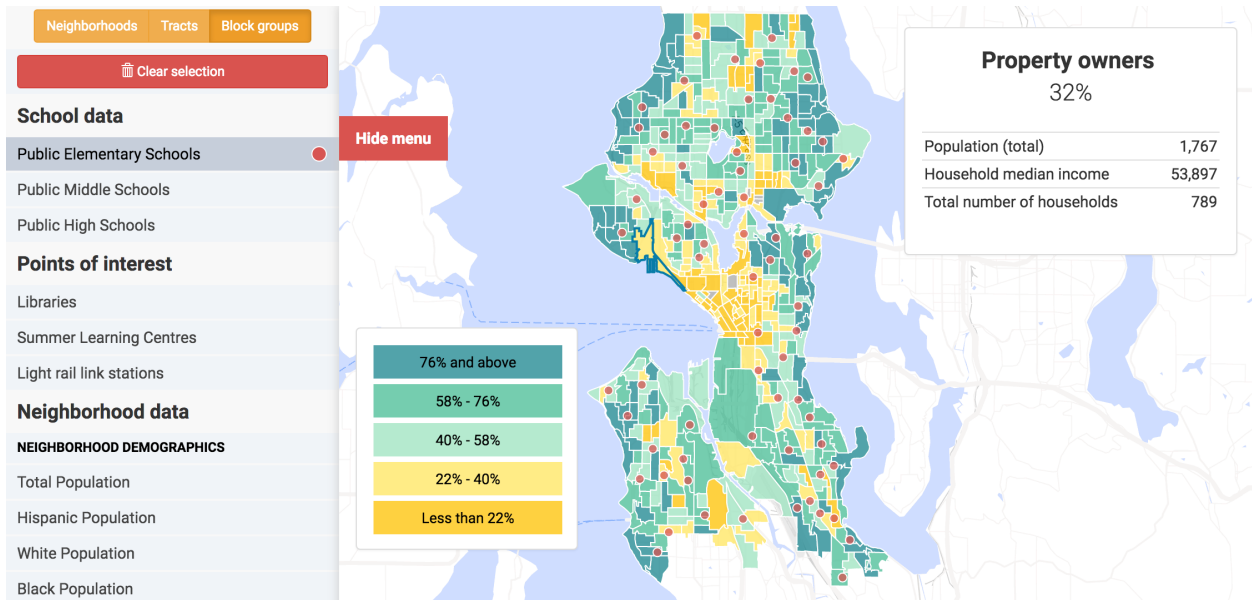 Neighborhoods
Tracts
Block groups
Clear selection
School data
Public Elementary Schools
Public Middle Schools
Public High Schools
Points of interest
Libraries
Summer Learning Centres
Light rail link stations
Neighborhood data
NEIGHBORHOOD DEMOGRAPHICS
Total Population
Hispanic Population
White Population
Black Population
Hide menu
76% and above
58% - 76%
40% - 58%
22% - 40%
Less than 22%
Property owners
32%
Population (total) 1,767
Household median income 53,897
Total number of households 789